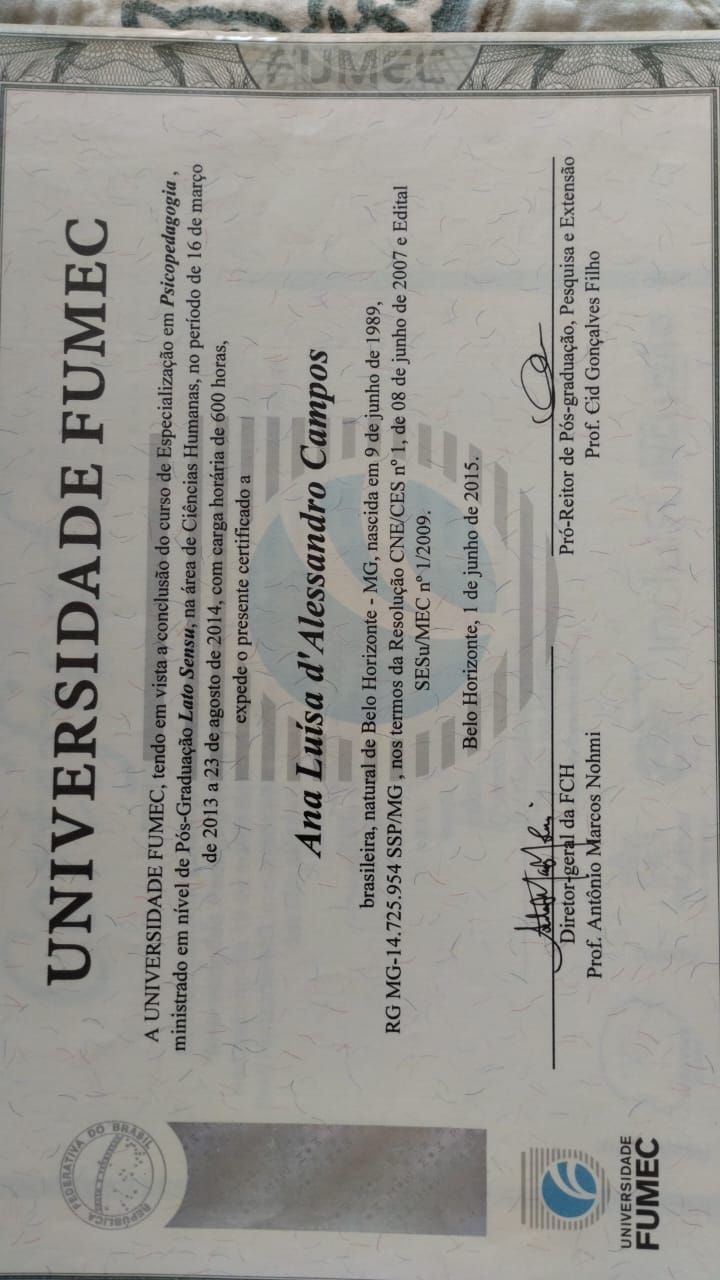 FUMEC
UNIVERSIDADE FUMEC
A UNIVERSIDADE FUMEC, tendo em vista a conclusão do curso de Especialização em Psicopedagogia ,
ministrado em nível de Pós-Graduação Lato Sensu, na área de Ciências Humanas, no período de 16 de março
de 2013 a 23 de agosto de 2014, com carga horária de 600 horas,
expede o presente certificado a
Ana Luísa d'Alessandro Campos
brasileira, natural de Belo Horizonte - MG, nascida em 9 de junho de 1989,
RG MG-14.725.954 SSP/MG , nos termos da Resolução CNE/CES nº 1, de 08 de junho de 2007 e Edital
SESu/MEC nº 1/2009.
Belo Horizonte, 1 de junho de 2015.
Diretor-geral da FCH
Prof. Antônio Marcos Nohmi
Pró-Reitor de Pós-graduação, Pesquisa e Extensão
Prof. Cid Gonçalves Filho
REPÚBLICA FEDERATIVA DO BRASIL
UNIVERSIDADE
FUMEC